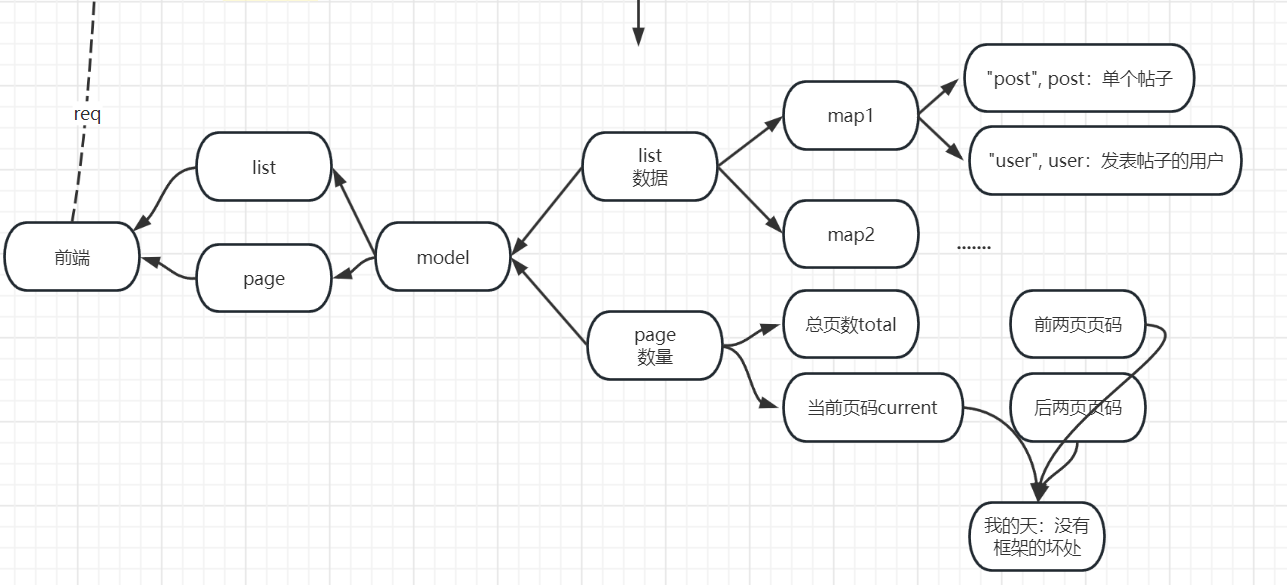 req
list
前端
page
model
list
数据
map1
"post", post：单个帖子
"user", user：发表帖子的用户
map2
.......
page
数量
总页数total
前两页页码
当前页码current
后两页页码
我的天：没有
框架的坏处